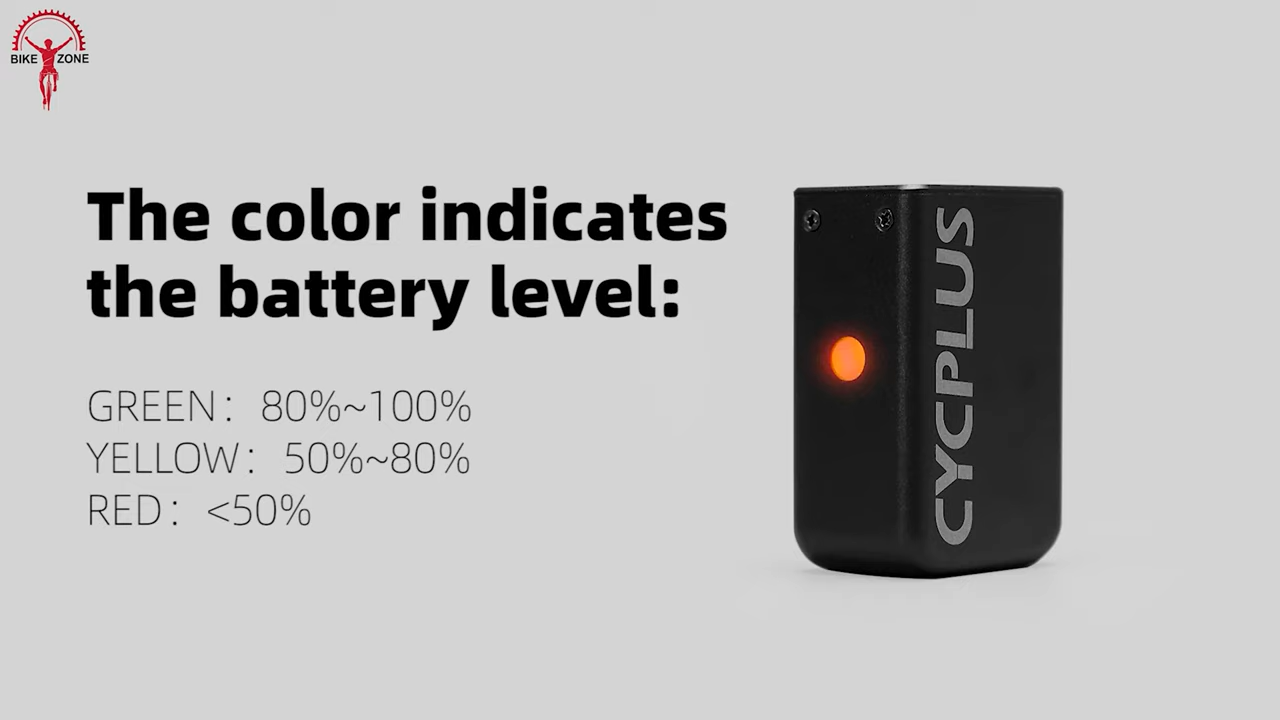 BIKE ZONE
The color indicates
the battery level:
GREEN: 80%~100%
YELLOW: 50%~80%
RED: <50%
CYCPLUS